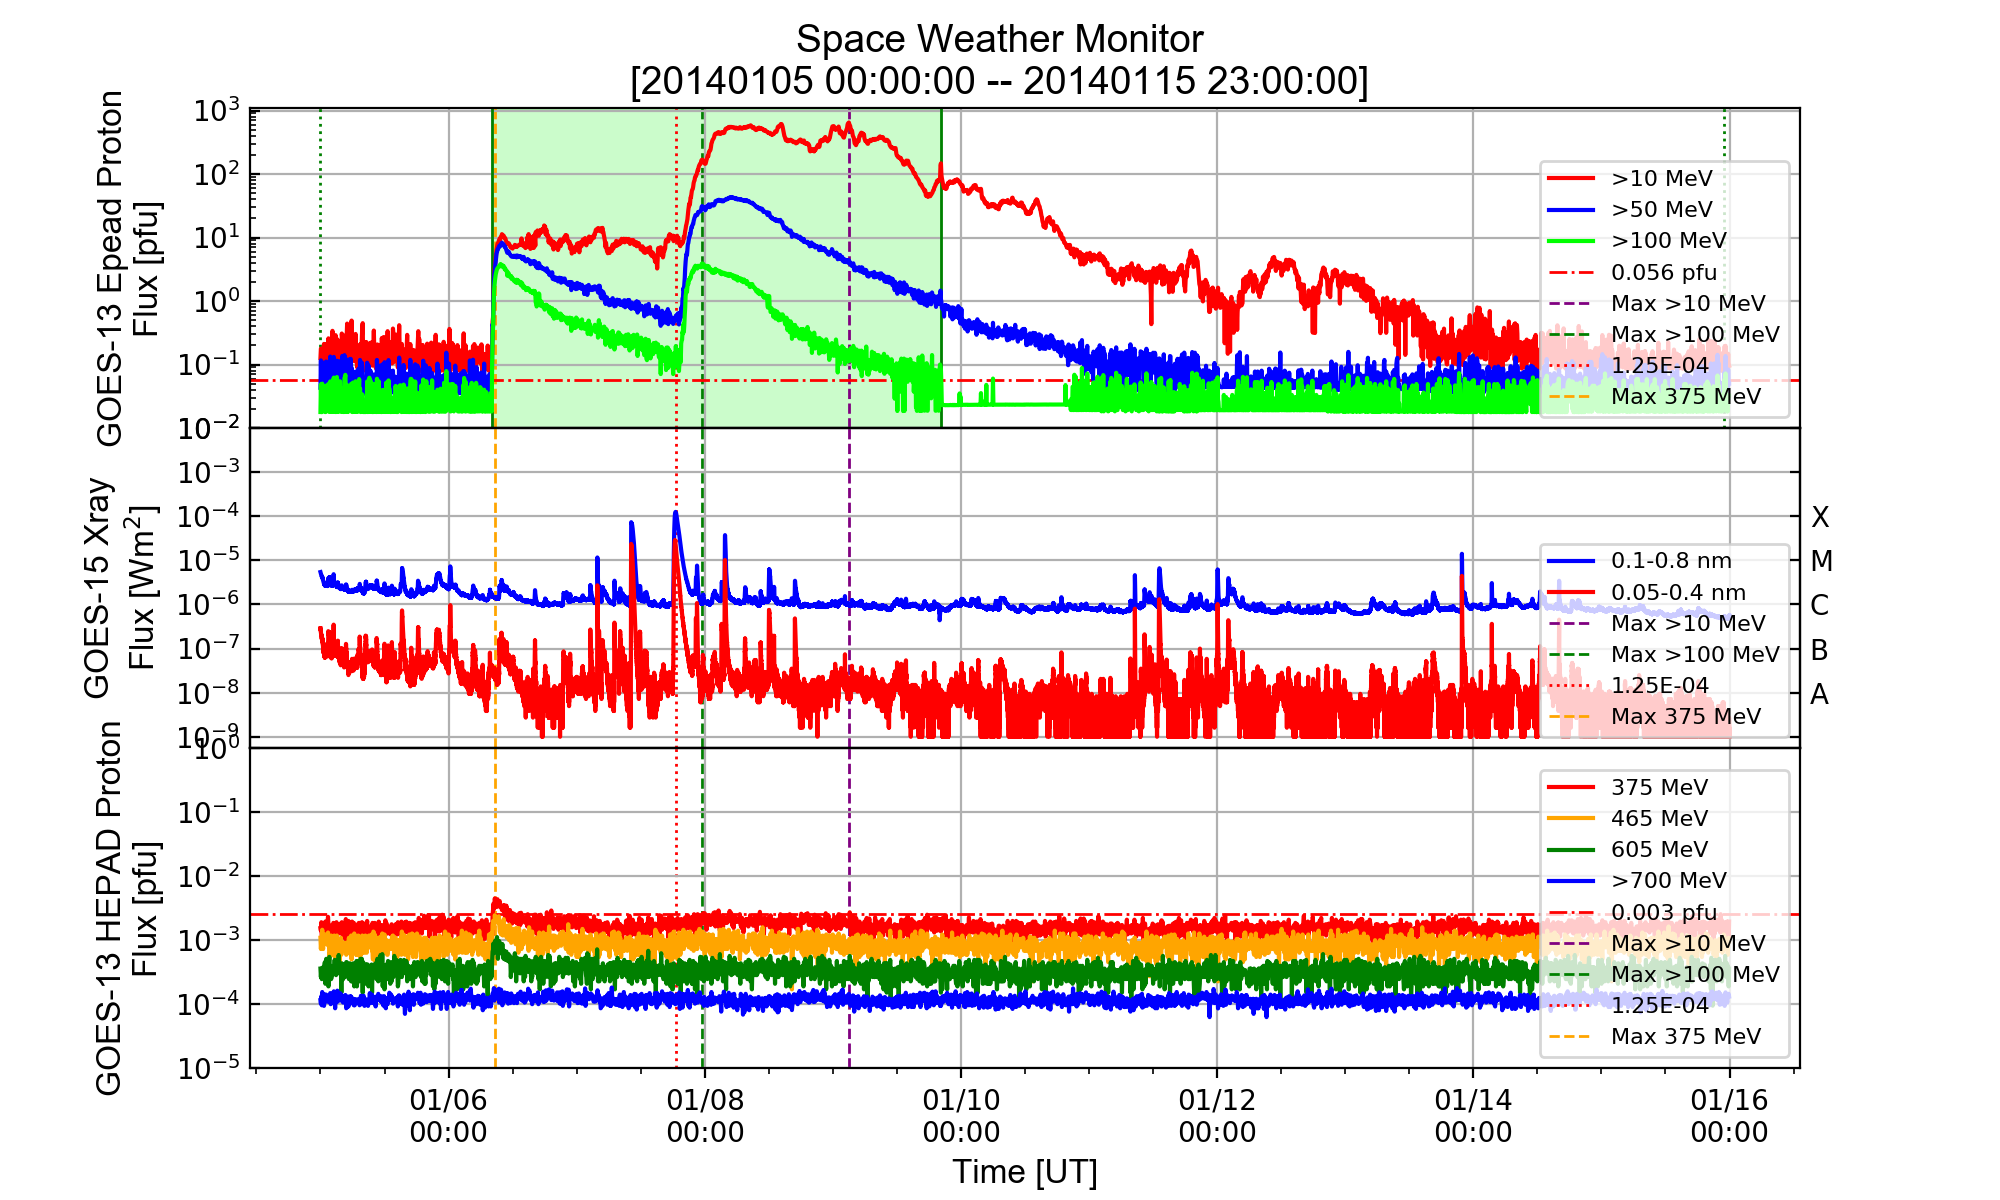 Space Weather Monitor
[20140105 00:00:00 -- 20140115 23:00:00]
GOES-13 Epead Proton
Flux [pfu]
10³
10²
10¹
10⁰
10⁻¹
10⁻²
>10 MeV
>50 MeV
>100 MeV
0.056 pfu
Max >10 MeV
Max >100 MeV
1.25E-04
Max 375 MeV
GOES-15 Xray
Flux [Wm²]
10⁻³
10⁻⁴
10⁻⁵
10⁻⁶
10⁻⁷
10⁻⁸
10⁻⁹
X
M
C
B
A
0.1-0.8 nm
0.05-0.4 nm
Max >10 MeV
Max >100 MeV
1.25E-04
Max 375 MeV
GOES-13 HEPAD Proton
Flux [pfu]
10⁰
10⁻¹
10⁻²
10⁻³
10⁻⁴
10⁻⁵
375 MeV
465 MeV
605 MeV
>700 MeV
0.003 pfu
Max >10 MeV
Max >100 MeV
1.25E-04
Max 375 MeV
01/06 01/08 01/10 01/12 01/14 01/16
00:00 00:00 00:00 00:00 00:00 00:00
Time [UT]